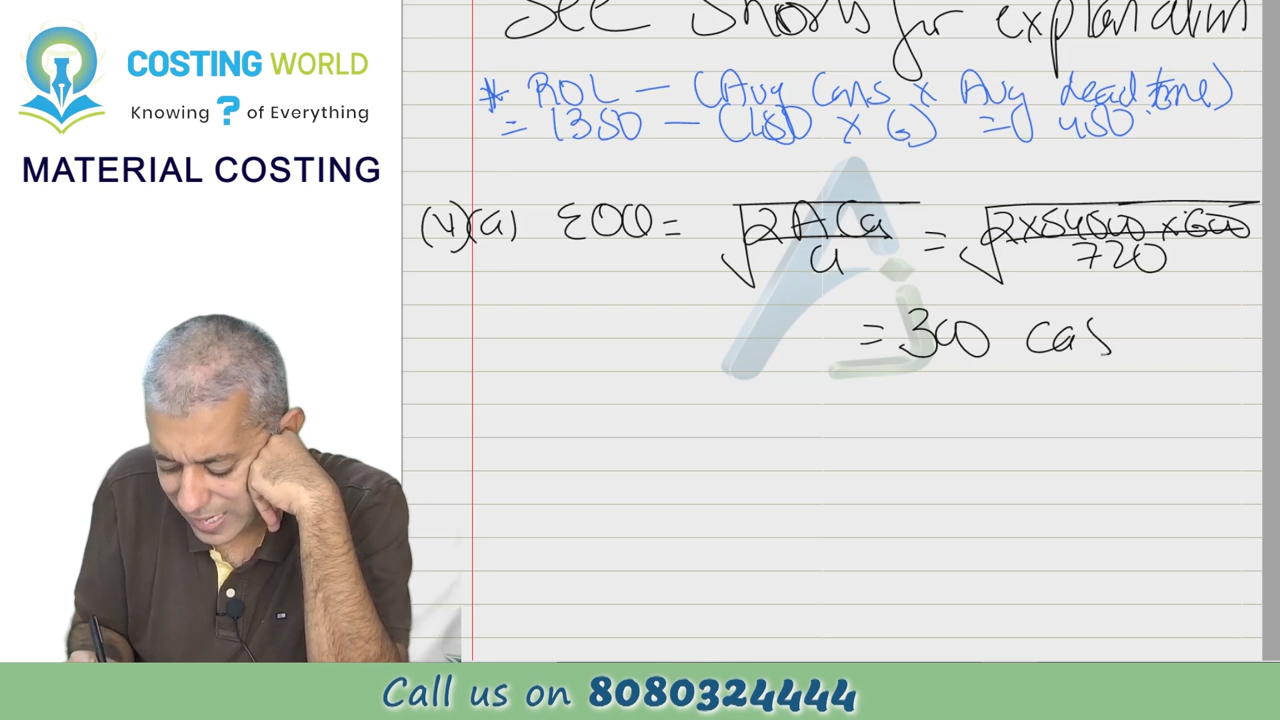 COSTING WORLD
Knowing ? of Everything
MATERIAL COSTING
See Shorts for explanation
* ROL - (Avg Cons x Avg Lead time)
= 1350 - (150 x 6) = 450
(v)(a) EOQ = √2ACo / C = √2x54000x600 / 720
= 300 cas
Call us on 8080324444